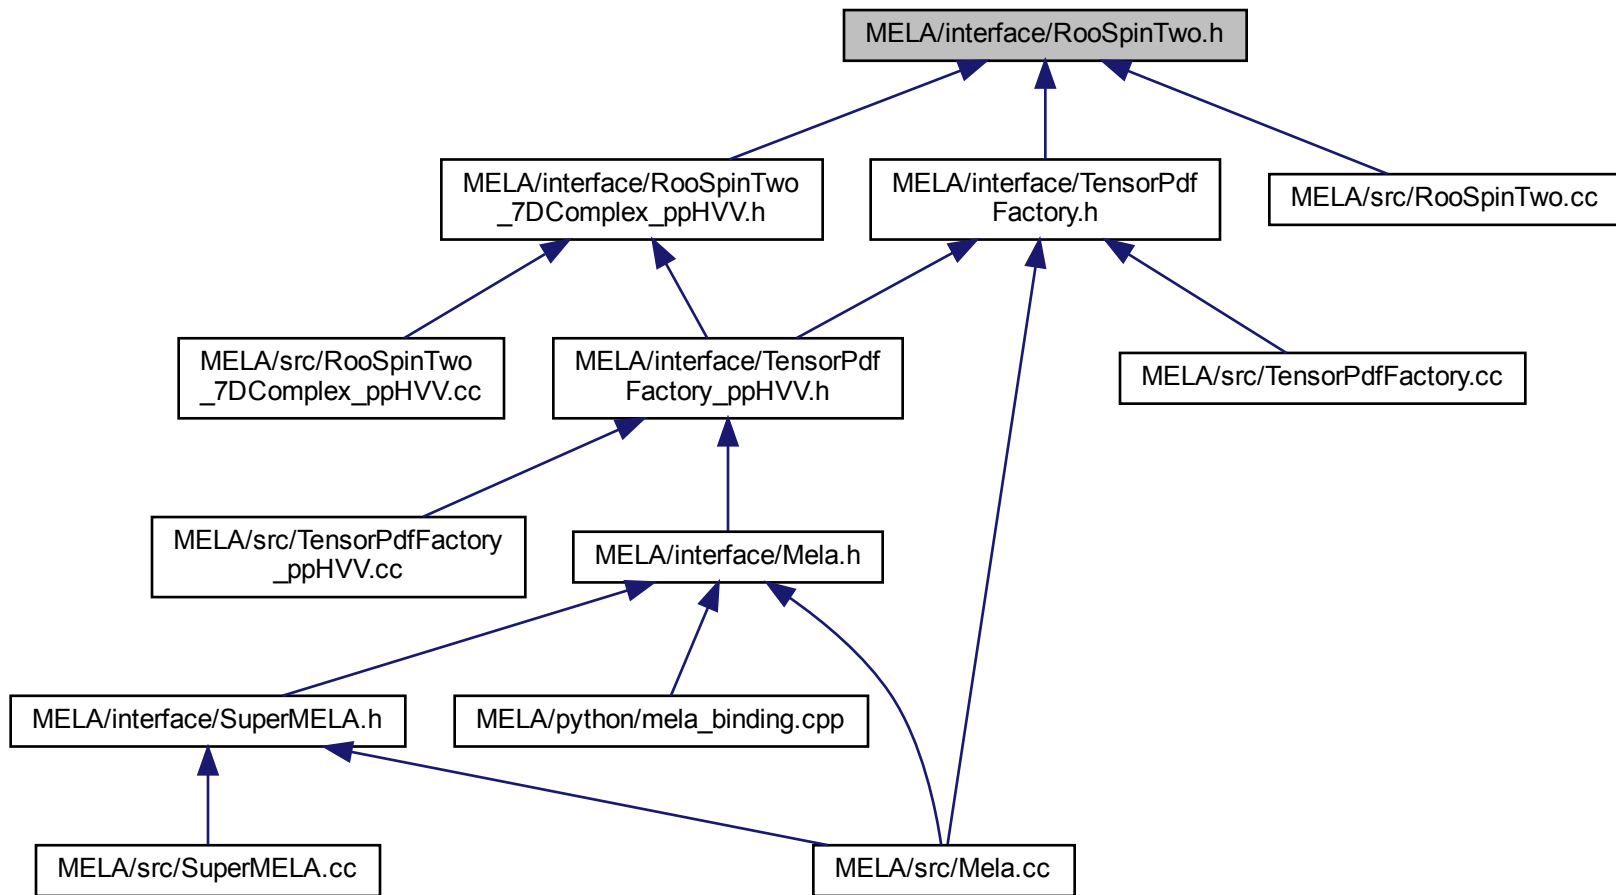 MELA/interface/RooSpinTwo.h
MELA/interface/RooSpinTwo
_7DComplex_ppHVV.h
MELA/interface/TensorPdf
Factory.h
MELA/src/RooSpinTwo.cc
MELA/src/RooSpinTwo
_7DComplex_ppHVV.cc
MELA/interface/TensorPdf
Factory_ppHVV.h
MELA/src/TensorPdfFactory.cc
MELA/src/TensorPdfFactory
_ppHVV.cc
MELA/interface/Mela.h
MELA/interface/SuperMELA.h
MELA/python/mela_binding.cpp
MELA/src/SuperMELA.cc
MELA/src/Mela.cc